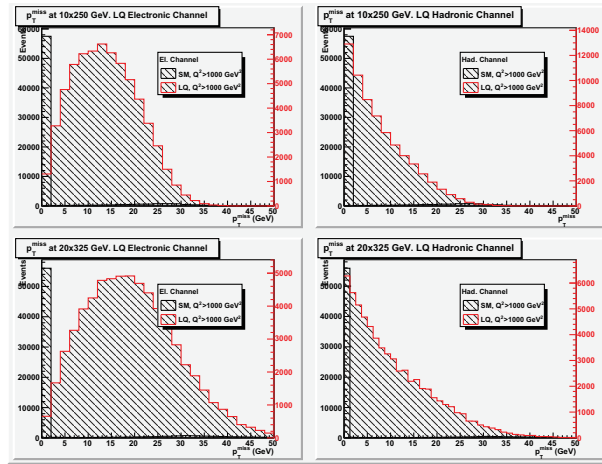 p_T^miss at 10x250 GeV. LQ Electronic Channel
Events
60000
50000
40000
30000
20000
10000
0
El. Channel
SM, Q²>1000 GeV²
LQ, Q²>1000 GeV²
7000
6000
5000
4000
3000
2000
1000
0
0 5 10 15 20 25 30 35 40 45 50
p_T^miss (GeV)
p_T^miss at 10x250 GeV. LQ Hadronic Channel
Events
60000
50000
40000
30000
20000
10000
0
Had. Channel
SM, Q²>1000 GeV²
LQ, Q²>1000 GeV²
14000
12000
10000
8000
6000
4000
2000
0
0 5 10 15 20 25 30 35 40 45 50
p_T^miss (GeV)
p_T^miss at 20x325 GeV. LQ Electronic Channel
Events
50000
40000
30000
20000
10000
0
El. Channel
SM, Q²>1000 GeV²
LQ, Q²>1000 GeV²
5000
4000
3000
2000
1000
0
0 5 10 15 20 25 30 35 40 45 50
p_T^miss (GeV)
p_T^miss at 20x325 GeV. LQ Hadronic Channel
Events
50000
40000
30000
20000
10000
0
Had. Channel
SM, Q²>1000 GeV²
LQ, Q²>1000 GeV²
6000
5000
4000
3000
2000
1000
0
0 5 10 15 20 25 30 35 40 45 50
p_T^miss (GeV)